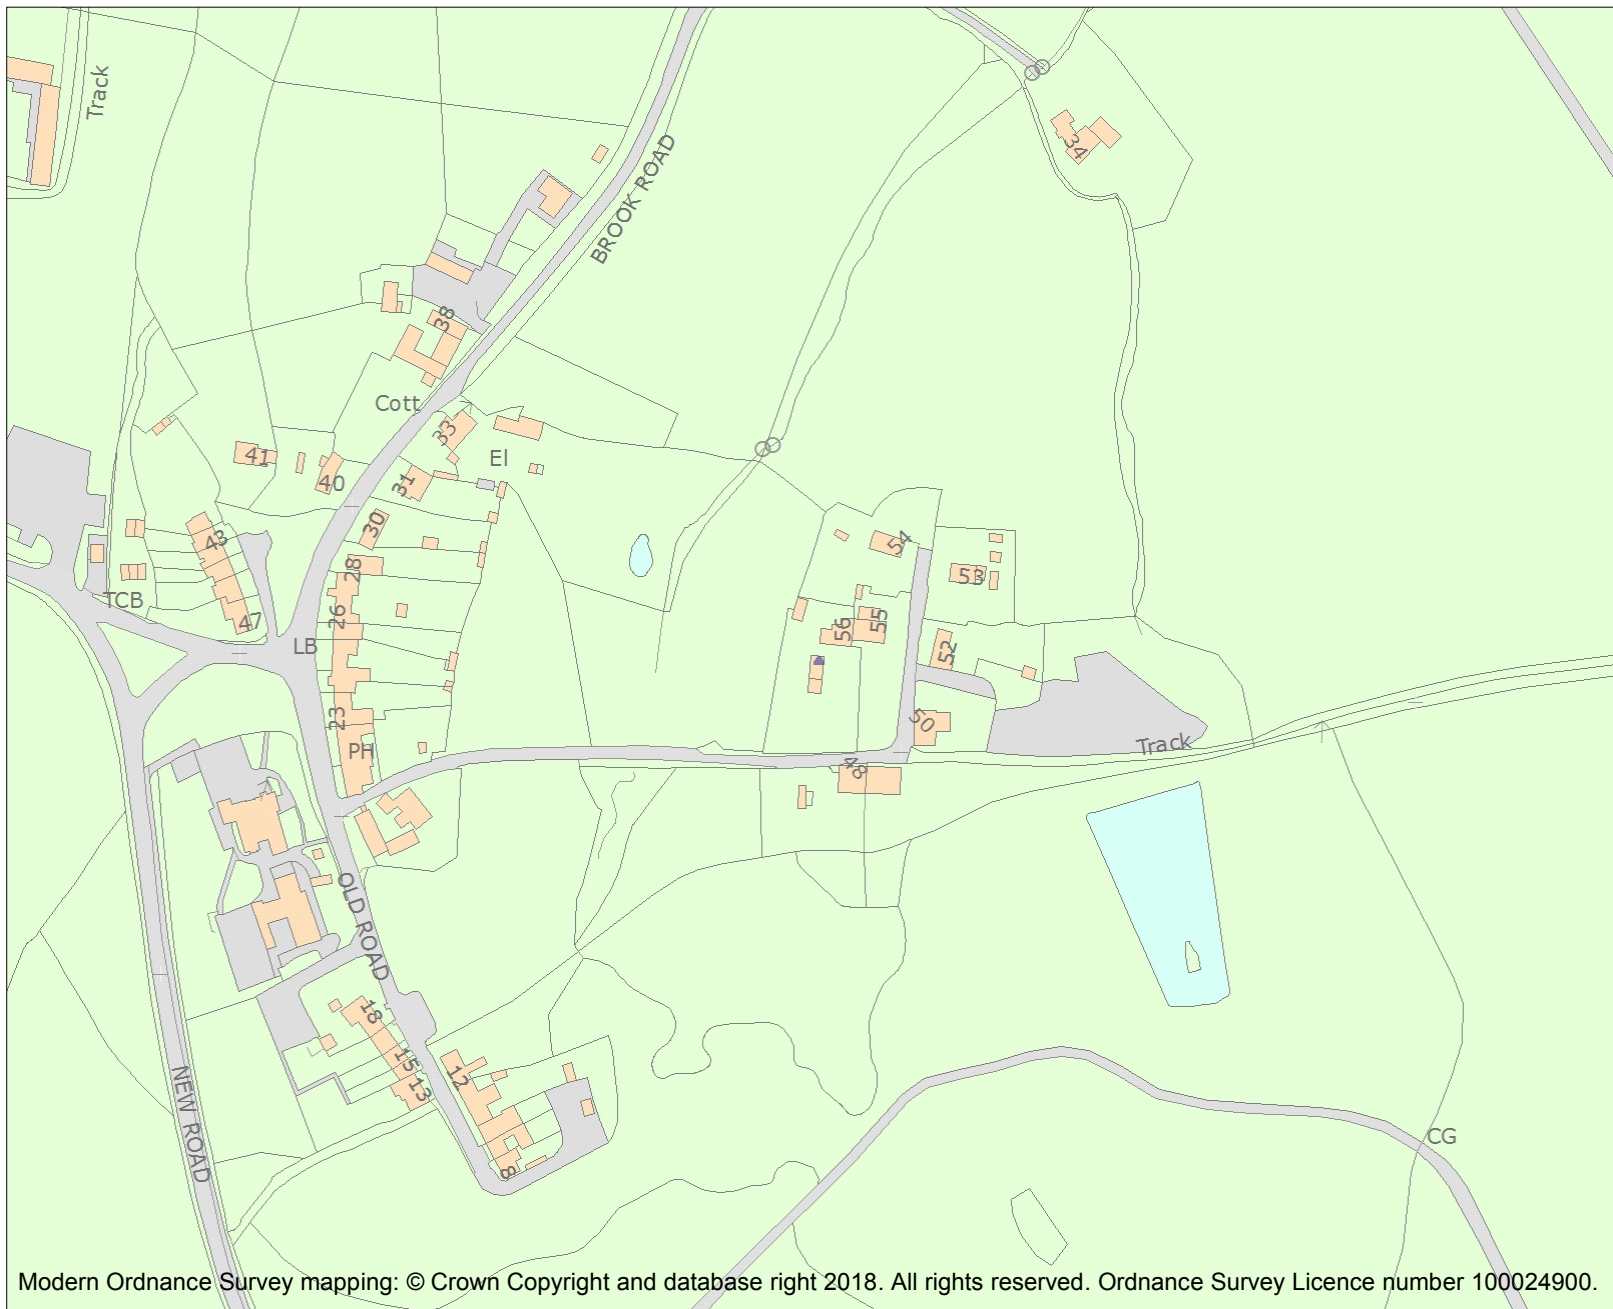 Track
34
BROOK ROAD
38
Cott
33
41
El
40
31
30
43
54
28
53
TCB
26
47
56
55
LB
52
23
50
PH
Track
48
OLD ROAD
18
15
13
12
NEW ROAD
CG
8
Modern Ordnance Survey mapping: © Crown Copyright and database right 2018. All rights reserved. Ordnance Survey Licence number 100024900.